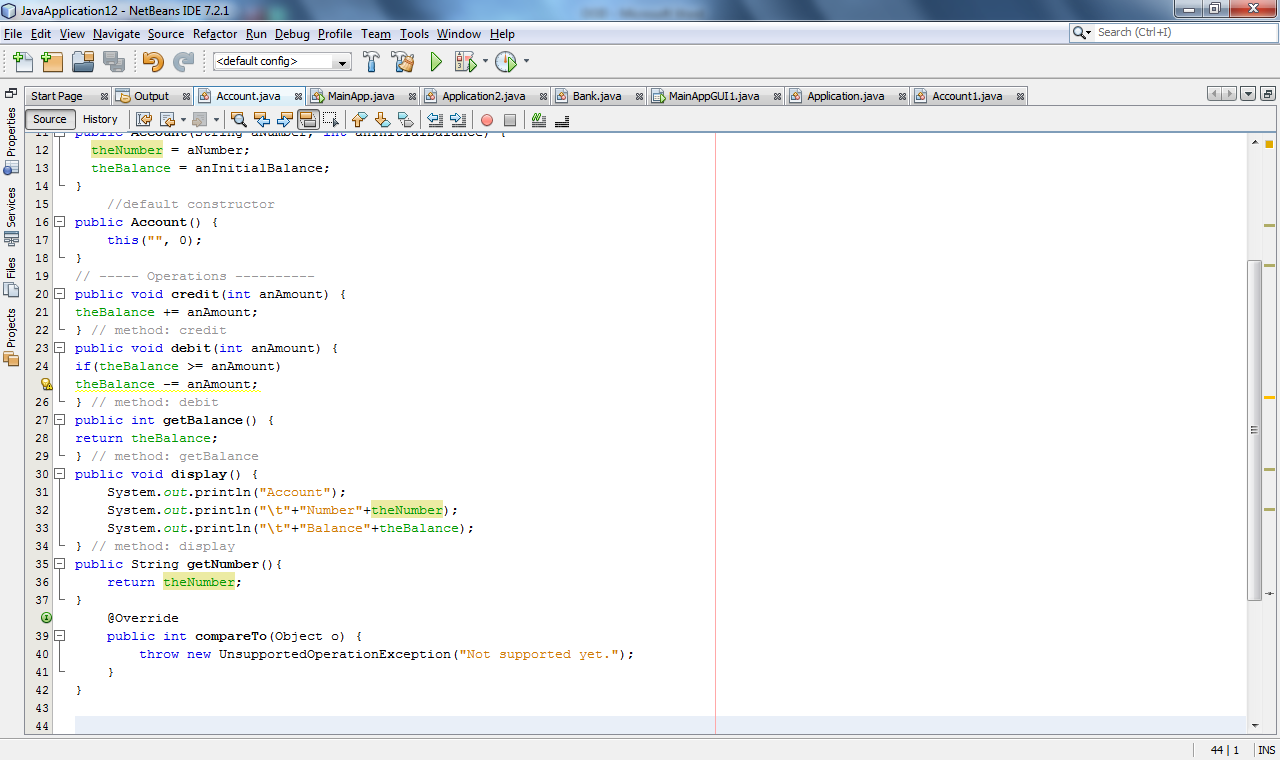 JavaApplication12 - NetBeans IDE 7.2.1
File Edit View Navigate Source Refactor Run Debug Profile Team Tools Window Help
Search (Ctrl+I)
<default config>
Start Page Output Account.java MainApp.java Application2.java Bank.java MainAppGUI1.java Application.java Account1.java
Source History
Properties
Services
Files
Projects
11 public Account(String aNumber, int anInitialBalance) {
12 theNumber = aNumber;
13 theBalance = anInitialBalance;
14 }
15 //default constructor
16 public Account() {
17 this("", 0);
18 }
19 // ----- Operations ----------
20 public void credit(int anAmount) {
21 theBalance += anAmount;
22 } // method: credit
23 public void debit(int anAmount) {
24 if(theBalance >= anAmount)
theBalance -= anAmount;
26 } // method: debit
27 public int getBalance() {
28 return theBalance;
29 } // method: getBalance
30 public void display() {
31 System.out.println("Account");
32 System.out.println("\t"+"Number"+theNumber);
33 System.out.println("\t"+"Balance"+theBalance);
34 } // method: display
35 public String getNumber(){
36 return theNumber;
37 }
@Override
39 public int compareTo(Object o) {
40 throw new UnsupportedOperationException("Not supported yet.");
41 }
42 }
43
44
44 | 1 INS